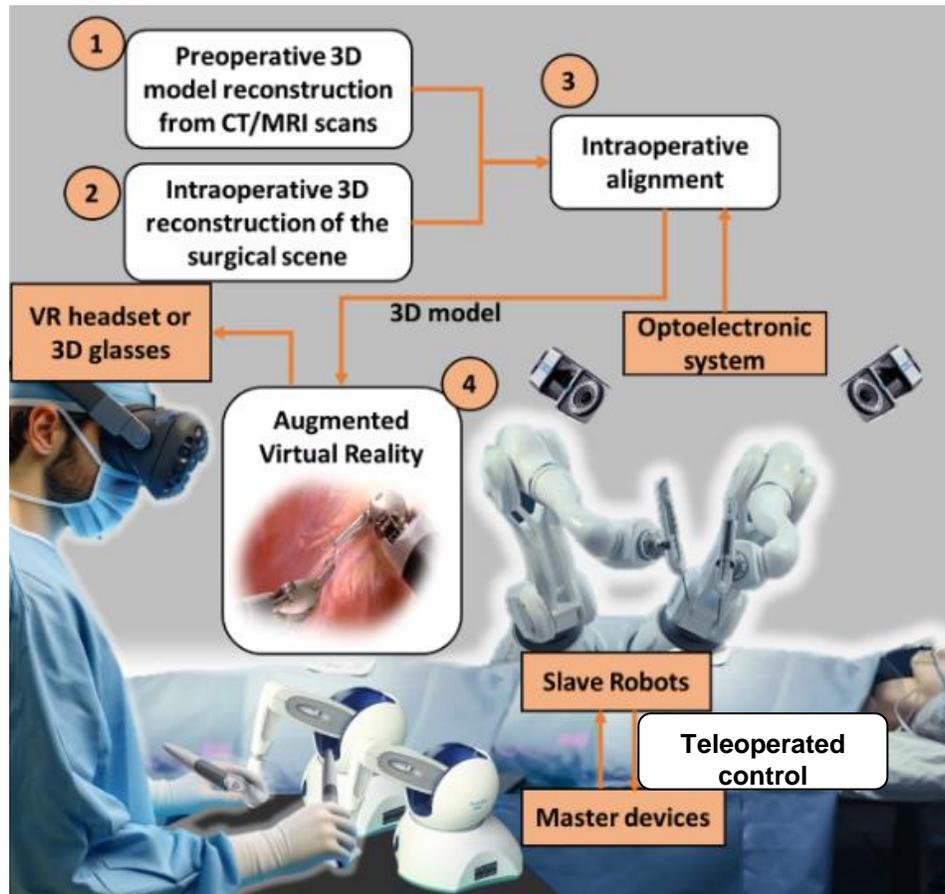 1
Preoperative 3D
model reconstruction
from CT/MRI scans
2
Intraoperative 3D
reconstruction of the
surgical scene
3
Intraoperative
alignment
VR headset or
3D glasses
3D model
Optoelectronic
system
4
Augmented
Virtual Reality
Slave Robots
Teleoperated
control
Master devices